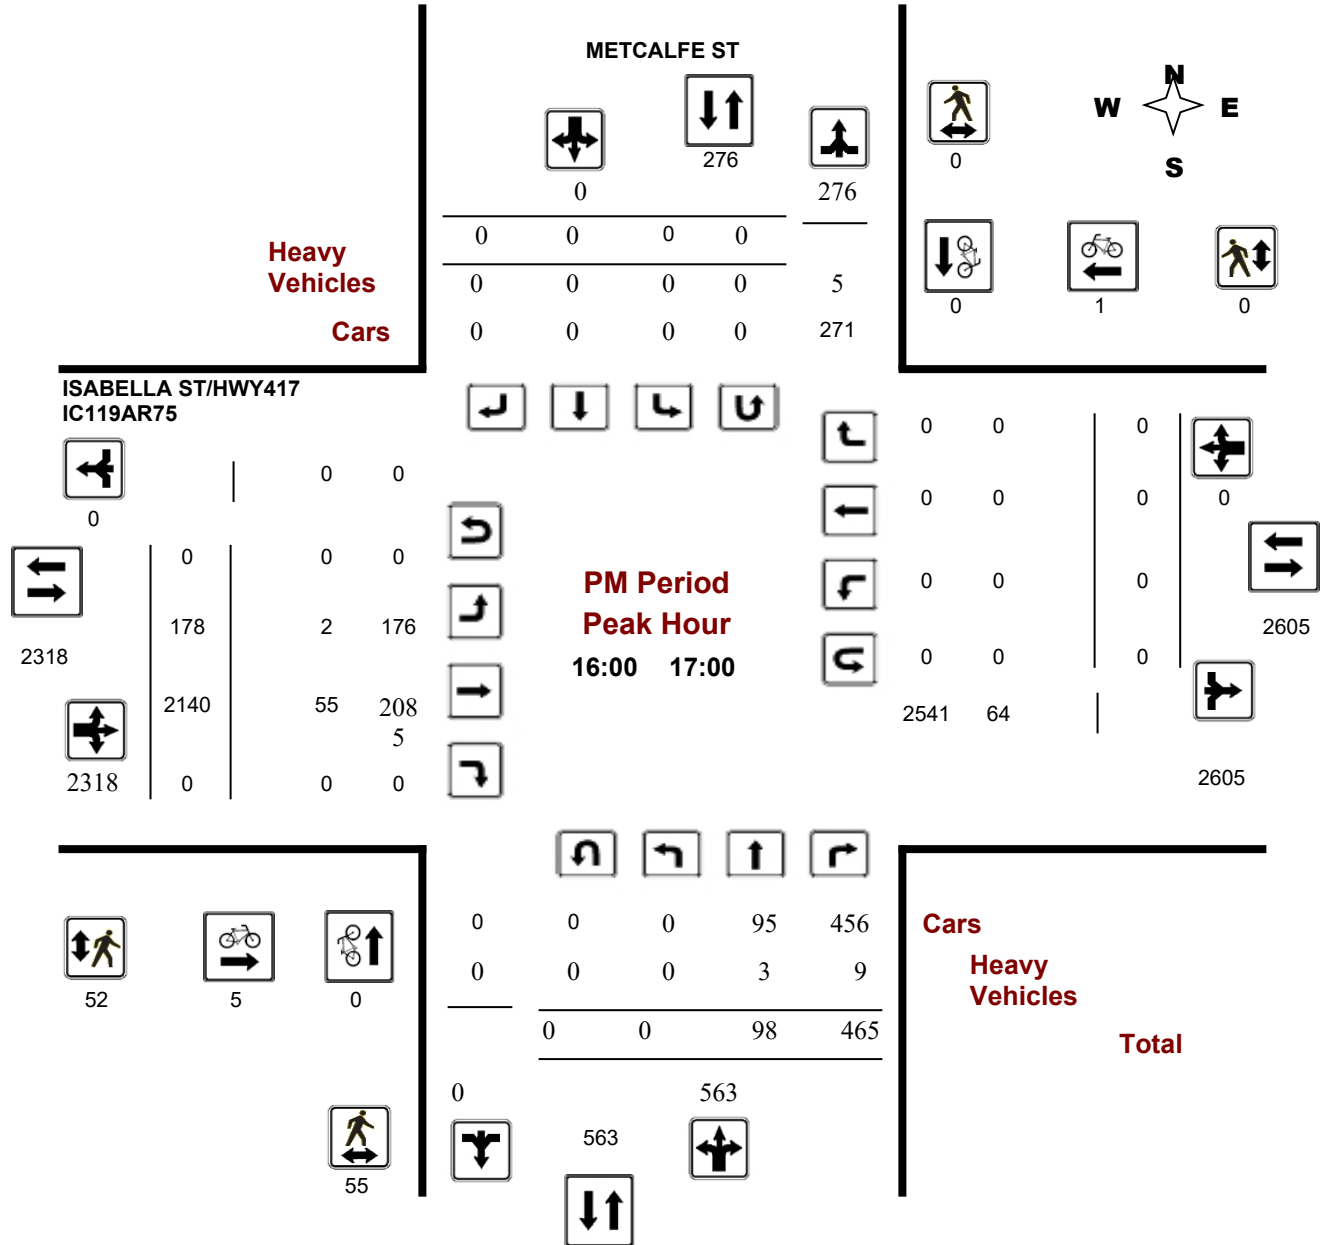 METCALFE ST
N
W E
S
276
0
0 276
0 0 0 0
Heavy
Vehicles
0 0 0 0 5
Cars
0 0 0 0 271
0 1 0
ISABELLA ST/HWY417
IC119AR75
0 0 0
0 0
0 0 0 0
0
0 0 0
PM Period
0 0 0
Peak Hour
178 2 176
2605
2318
16:00 17:00
0 0 0
2140 55 208
5
2541 64
2318 0 0 0
2605
0 0 0 95 456
Cars
0 0 0 3 9
Heavy
Vehicles
52 5 0
0 0 98 465
Total
0 563
563
55